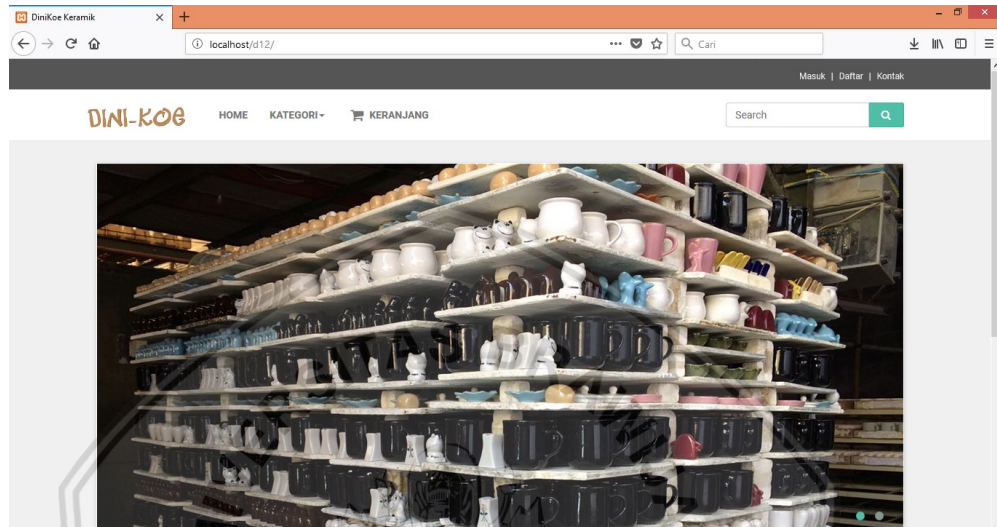 DiniKoe Keramik
localhost/d12/
Cari
Masuk | Daftar | Kontak
DINI-KOE
HOME KATEGORI KERANJANG
Search